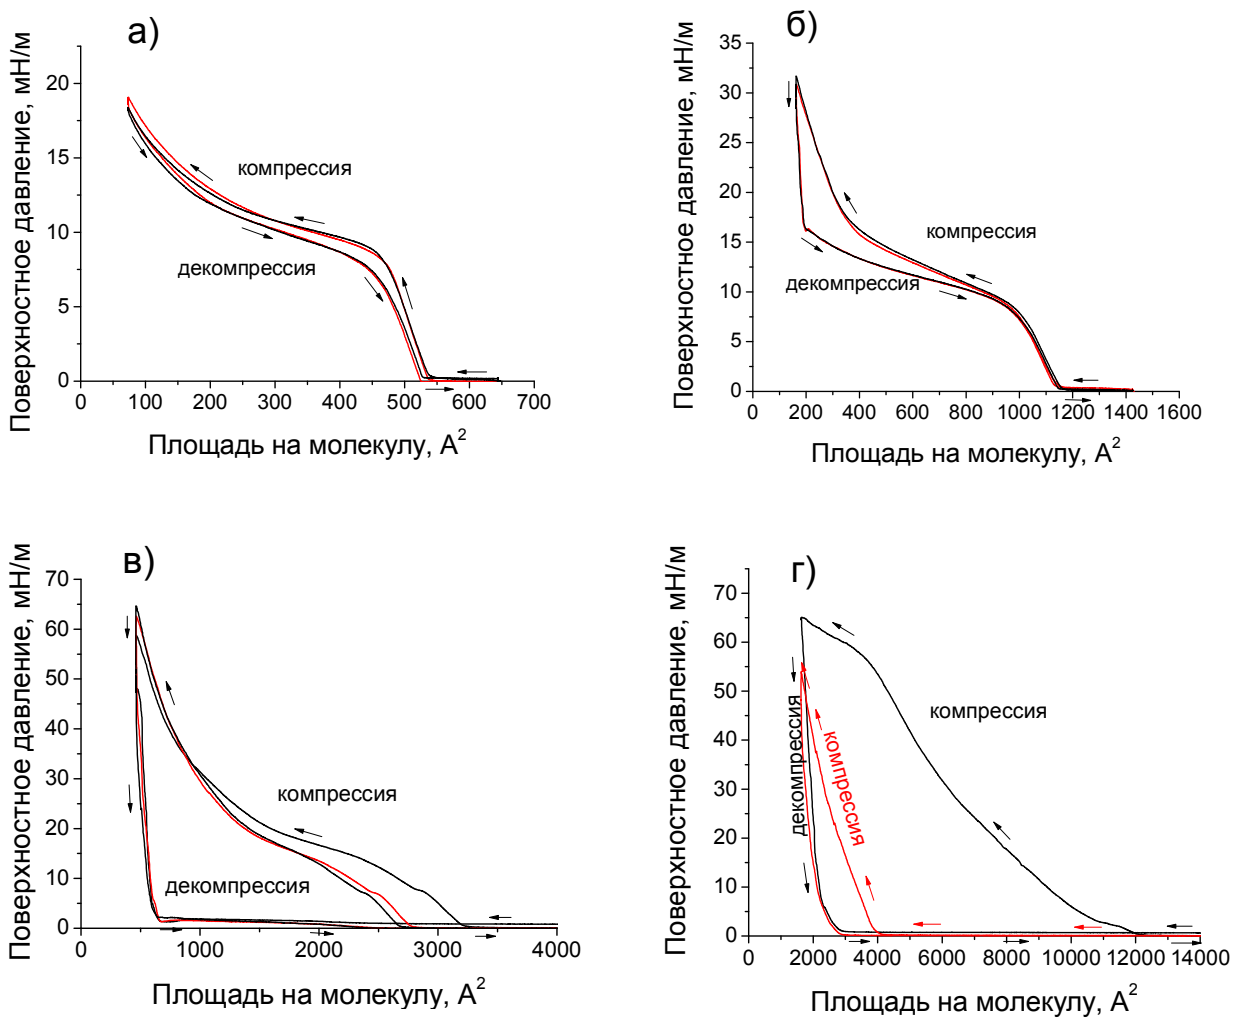 а)
Поверхностное давление, мН/м
20
15
10
5
0
компрессия
декомпрессия
0 100 200 300 400 500 600 700
Площадь на молекулу, А²
б)
Поверхностное давление, мН/м
35
30
25
20
15
10
5
0
компрессия
декомпрессия
0 200 400 600 800 1000 1200 1400 1600
Площадь на молекулу, А²
в)
Поверхностное давление, мН/м
70
60
50
40
30
20
10
0
компрессия
декомпрессия
0 1000 2000 3000 4000
Площадь на молекулу, А²
г)
Поверхностное давление, мН/м
70
60
50
40
30
20
10
0
декомпрессия
компрессия
компрессия
0 2000 4000 6000 8000 10000 12000 14000
Площадь на молекулу, А²